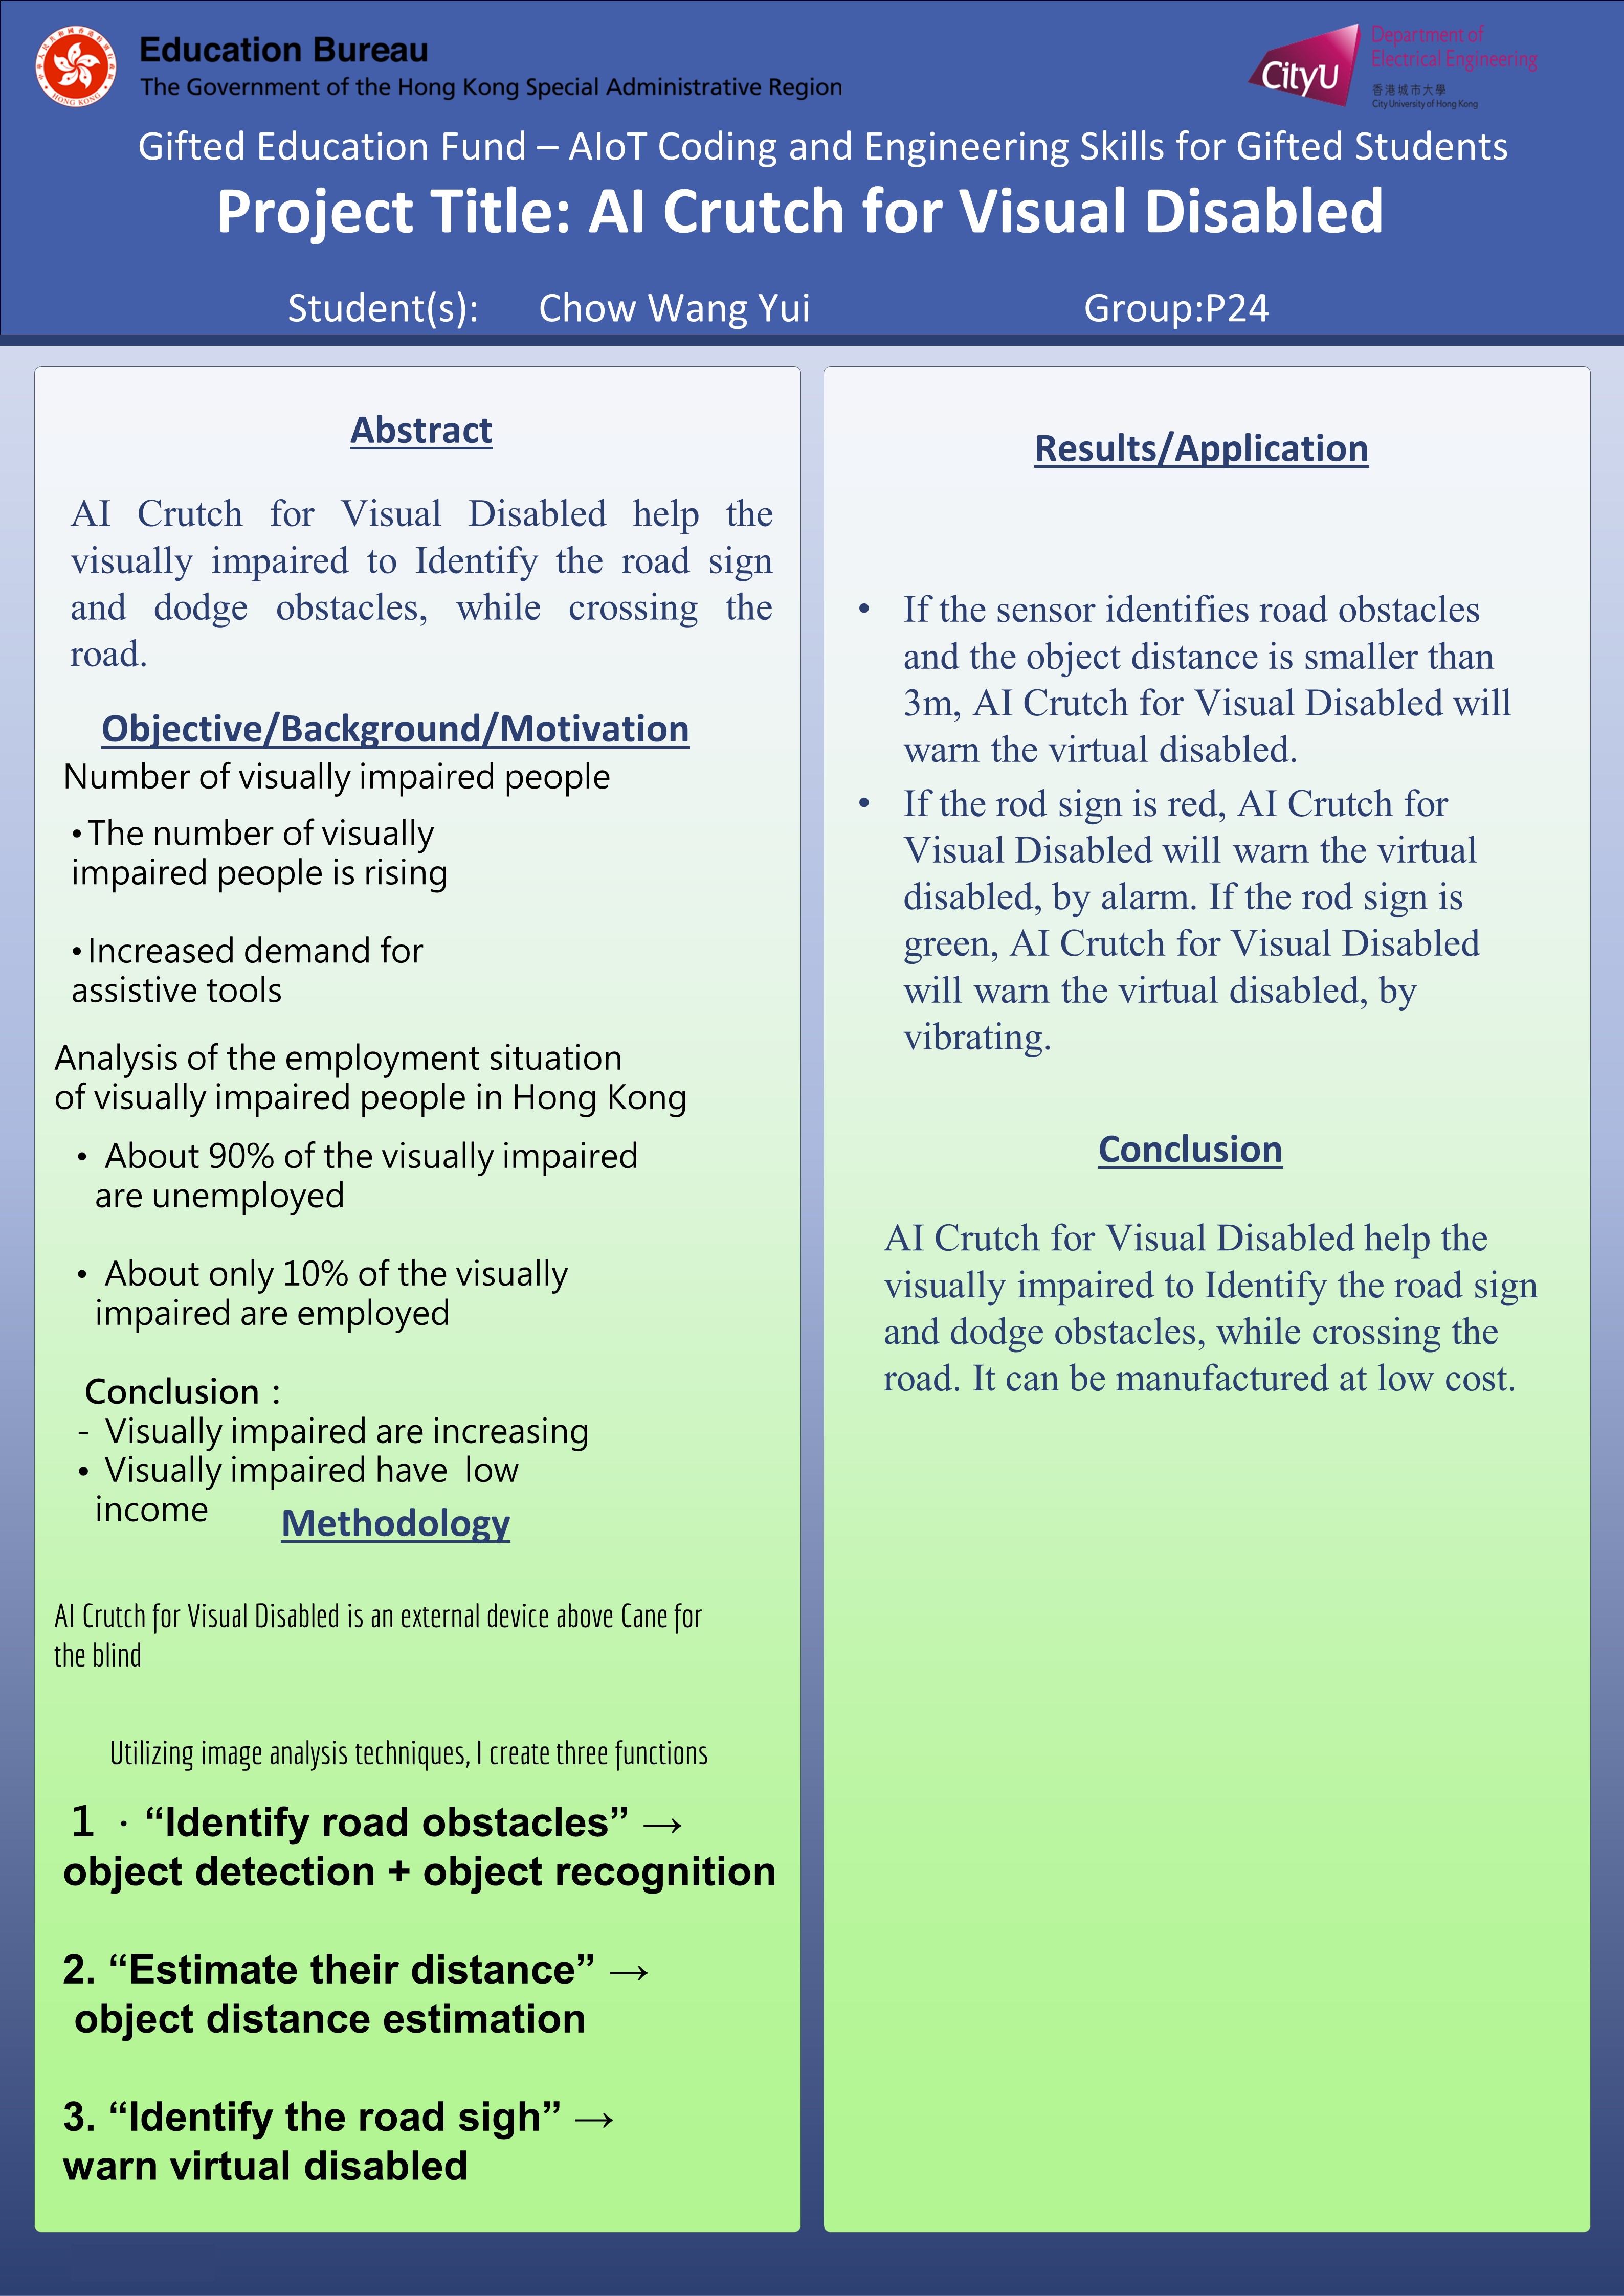 Education Bureau
The Government of the Hong Kong Special Administrative Region
CityU
Department of
Electrical Engineering
香港城市大學
City University of Hong Kong
HONG KONG
Gifted Education Fund – AIoT Coding and Engineering Skills for Gifted Students
Project Title: AI Crutch for Visual Disabled
Student(s): Chow Wang Yui Group:P24
Abstract
AI Crutch for Visual Disabled help the
visually impaired to Identify the road sign
and dodge obstacles, while crossing the
road.
Objective/Background/Motivation
Number of visually impaired people
•The number of visually
impaired people is rising
•Increased demand for
assistive tools
Analysis of the employment situation
of visually impaired people in Hong Kong
• About 90% of the visually impaired
are unemployed
• About only 10% of the visually
impaired are employed
Conclusion：
- Visually impaired are increasing
• Visually impaired have low
income
Methodology
AI Crutch for Visual Disabled is an external device above Cane for
the blind
Utilizing image analysis techniques, I create three functions
1．“Identify road obstacles” →
object detection + object recognition
2. “Estimate their distance” →
object distance estimation
3. “Identify the road sigh” →
warn virtual disabled
Results/Application
• If the sensor identifies road obstacles
and the object distance is smaller than
3m, AI Crutch for Visual Disabled will
warn the virtual disabled.
• If the rod sign is red, AI Crutch for
Visual Disabled will warn the virtual
disabled, by alarm. If the rod sign is
green, AI Crutch for Visual Disabled
will warn the virtual disabled, by
vibrating.
Conclusion
AI Crutch for Visual Disabled help the
visually impaired to Identify the road sign
and dodge obstacles, while crossing the
road. It can be manufactured at low cost.